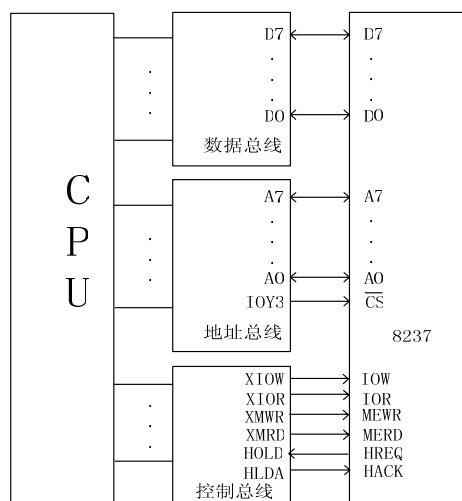 CPU
D7
D0
数据总线
D7
D0
A7
A0
IOY3
地址总线
A7
A0
CS
8237
XIOW
XIOR
XMWR
XMRD
HOLD
HLDA
控制总线
IOW
IOR
MEWR
MERD
HREQ
HACK